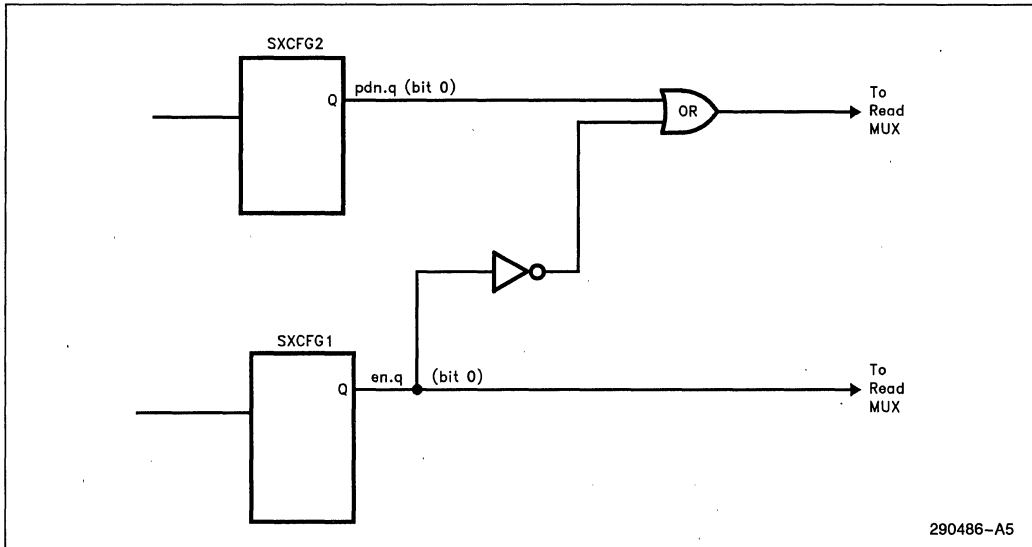 SXCFG2
Q
pdn.q (bit 0)
OR
To
Read
MUX
SXCFG1
Q
en.q (bit 0)
To
Read
MUX
290486-A5